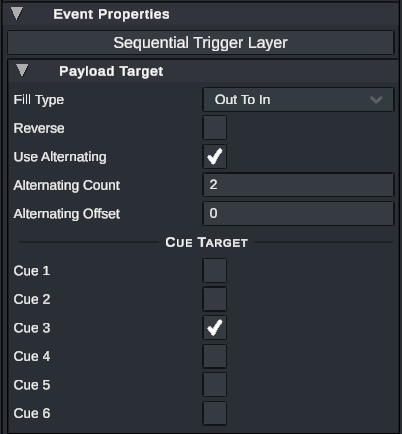 Event Properties
Sequential Trigger Layer
Payload Target
Fill Type Out To In
Reverse
Use Alternating
Alternating Count 2
Alternating Offset 0
CUE TARGET
Cue 1
Cue 2
Cue 3
Cue 4
Cue 5
Cue 6